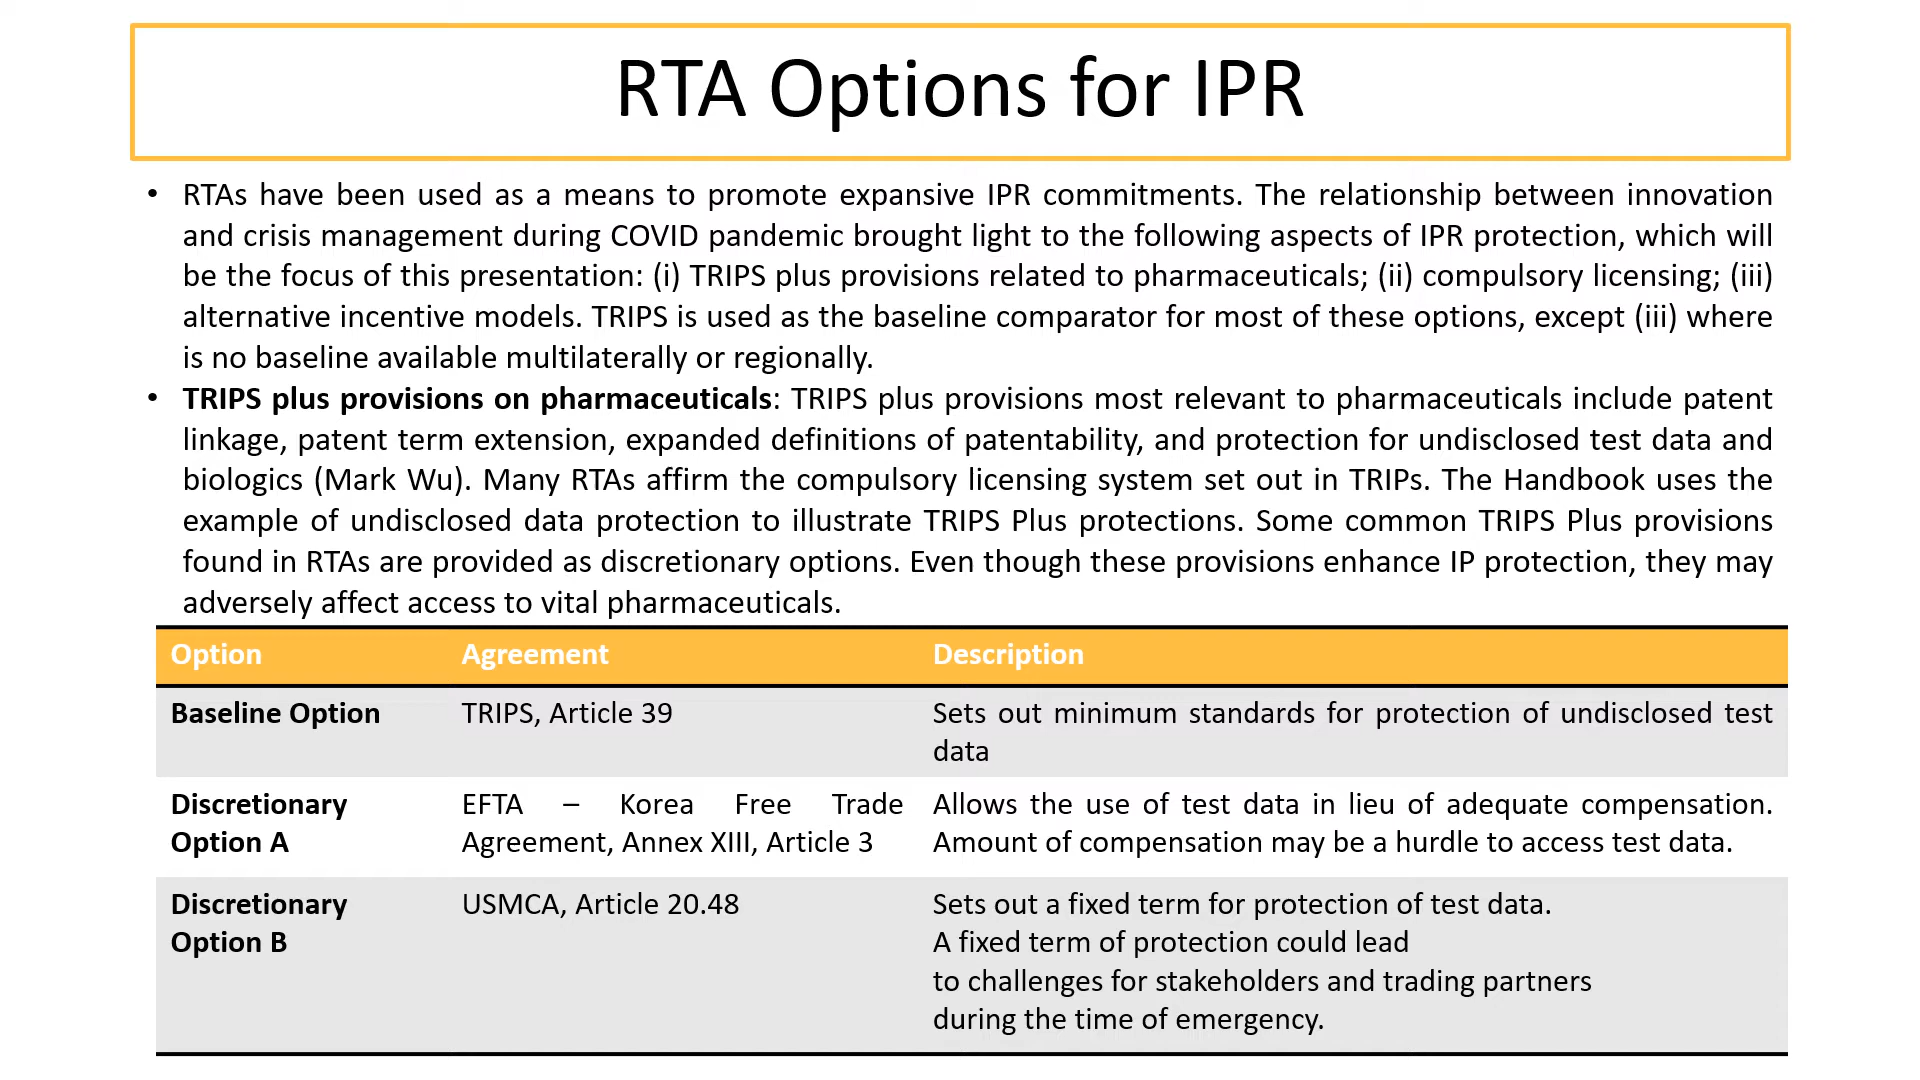 RTA Options for IPR
• RTAs have been used as a means to promote expansive IPR commitments. The relationship between innovation
and crisis management during COVID pandemic brought light to the following aspects of IPR protection, which will
be the focus of this presentation: (i) TRIPS plus provisions related to pharmaceuticals; (ii) compulsory licensing; (iii)
alternative incentive models. TRIPS is used as the baseline comparator for most of these options, except (iii) where
is no baseline available multilaterally or regionally.
• TRIPS plus provisions on pharmaceuticals: TRIPS plus provisions most relevant to pharmaceuticals include patent
linkage, patent term extension, expanded definitions of patentability, and protection for undisclosed test data and
biologics (Mark Wu). Many RTAs affirm the compulsory licensing system set out in TRIPs. The Handbook uses the
example of undisclosed data protection to illustrate TRIPS Plus protections. Some common TRIPS Plus provisions
found in RTAs are provided as discretionary options. Even though these provisions enhance IP protection, they may
adversely affect access to vital pharmaceuticals.
Option Agreement Description
Baseline Option TRIPS, Article 39 Sets out minimum standards for protection of undisclosed test
data
Discretionary EFTA – Korea Free Trade Allows the use of test data in lieu of adequate compensation.
Option A Agreement, Annex XIII, Article 3 Amount of compensation may be a hurdle to access test data.
Discretionary USMCA, Article 20.48 Sets out a fixed term for protection of test data.
Option B A fixed term of protection could lead
to challenges for stakeholders and trading partners
during the time of emergency.